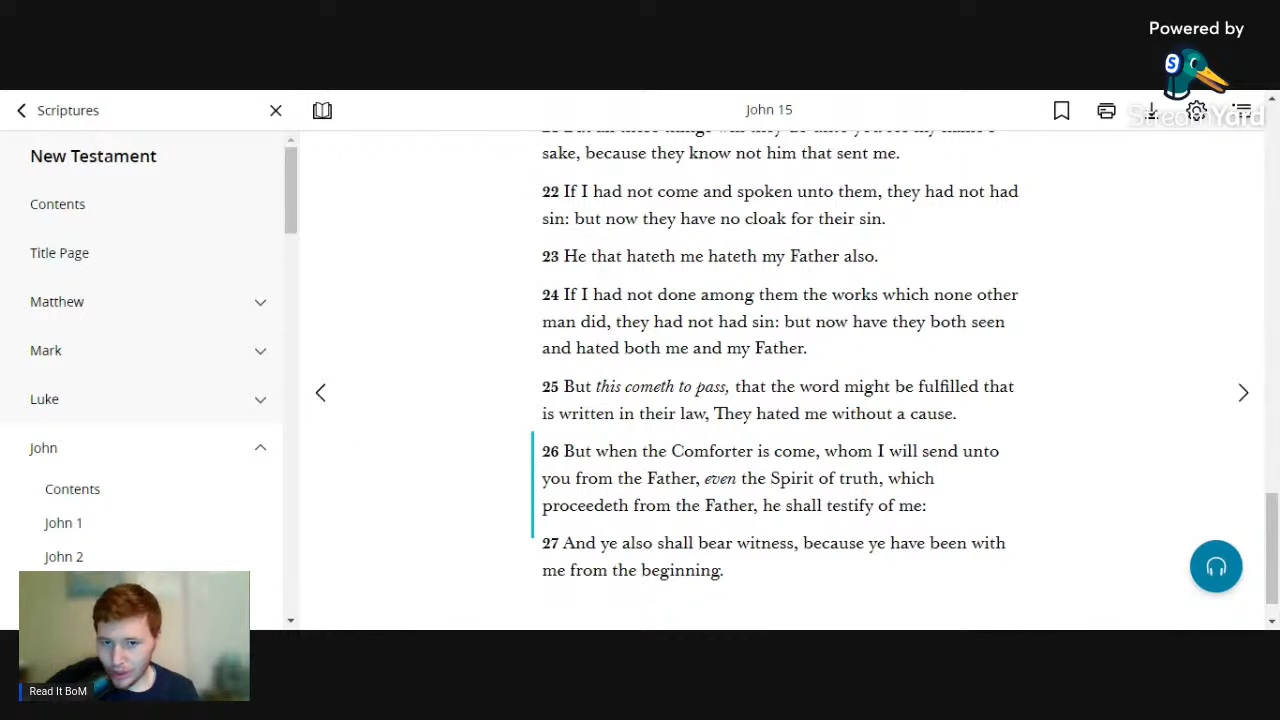 Powered by
StreamYard
Scriptures
John 15
New Testament
Contents
Title Page
Matthew
Mark
Luke
John
Contents
John 1
John 2
sake, because they know not him that sent me.
22 If I had not come and spoken unto them, they had not had
sin: but now they have no cloak for their sin.
23 He that hateth me hateth my Father also.
24 If I had not done among them the works which none other
man did, they had not had sin: but now have they both seen
and hated both me and my Father.
25 But this cometh to pass, that the word might be fulfilled that
is written in their law, They hated me without a cause.
26 But when the Comforter is come, whom I will send unto
you from the Father, even the Spirit of truth, which
proceedeth from the Father, he shall testify of me:
27 And ye also shall bear witness, because ye have been with
me from the beginning.
Read It BoM